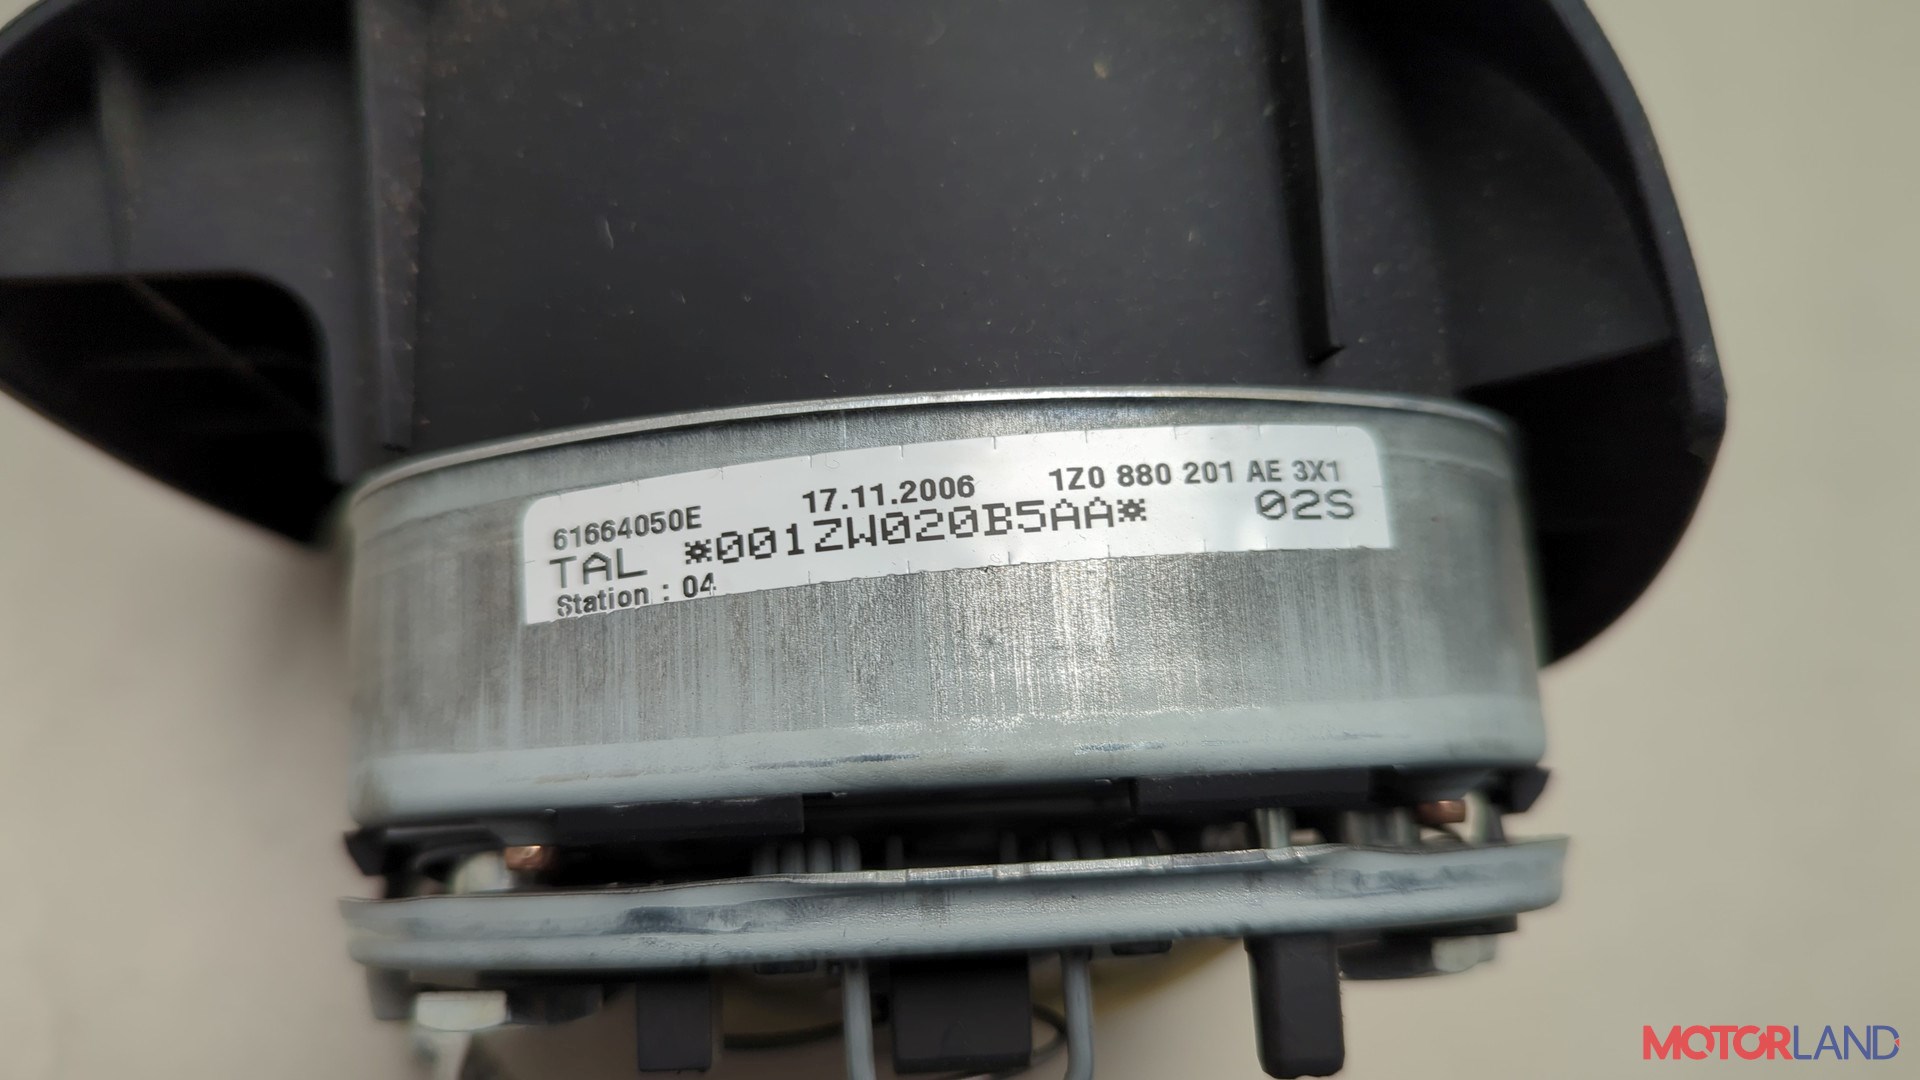 61664050E 17.11.2006 1Z0 880 201 AE 3X1
TAL *001ZW020B5AA* 02S
Station : 04
MOTORLAND